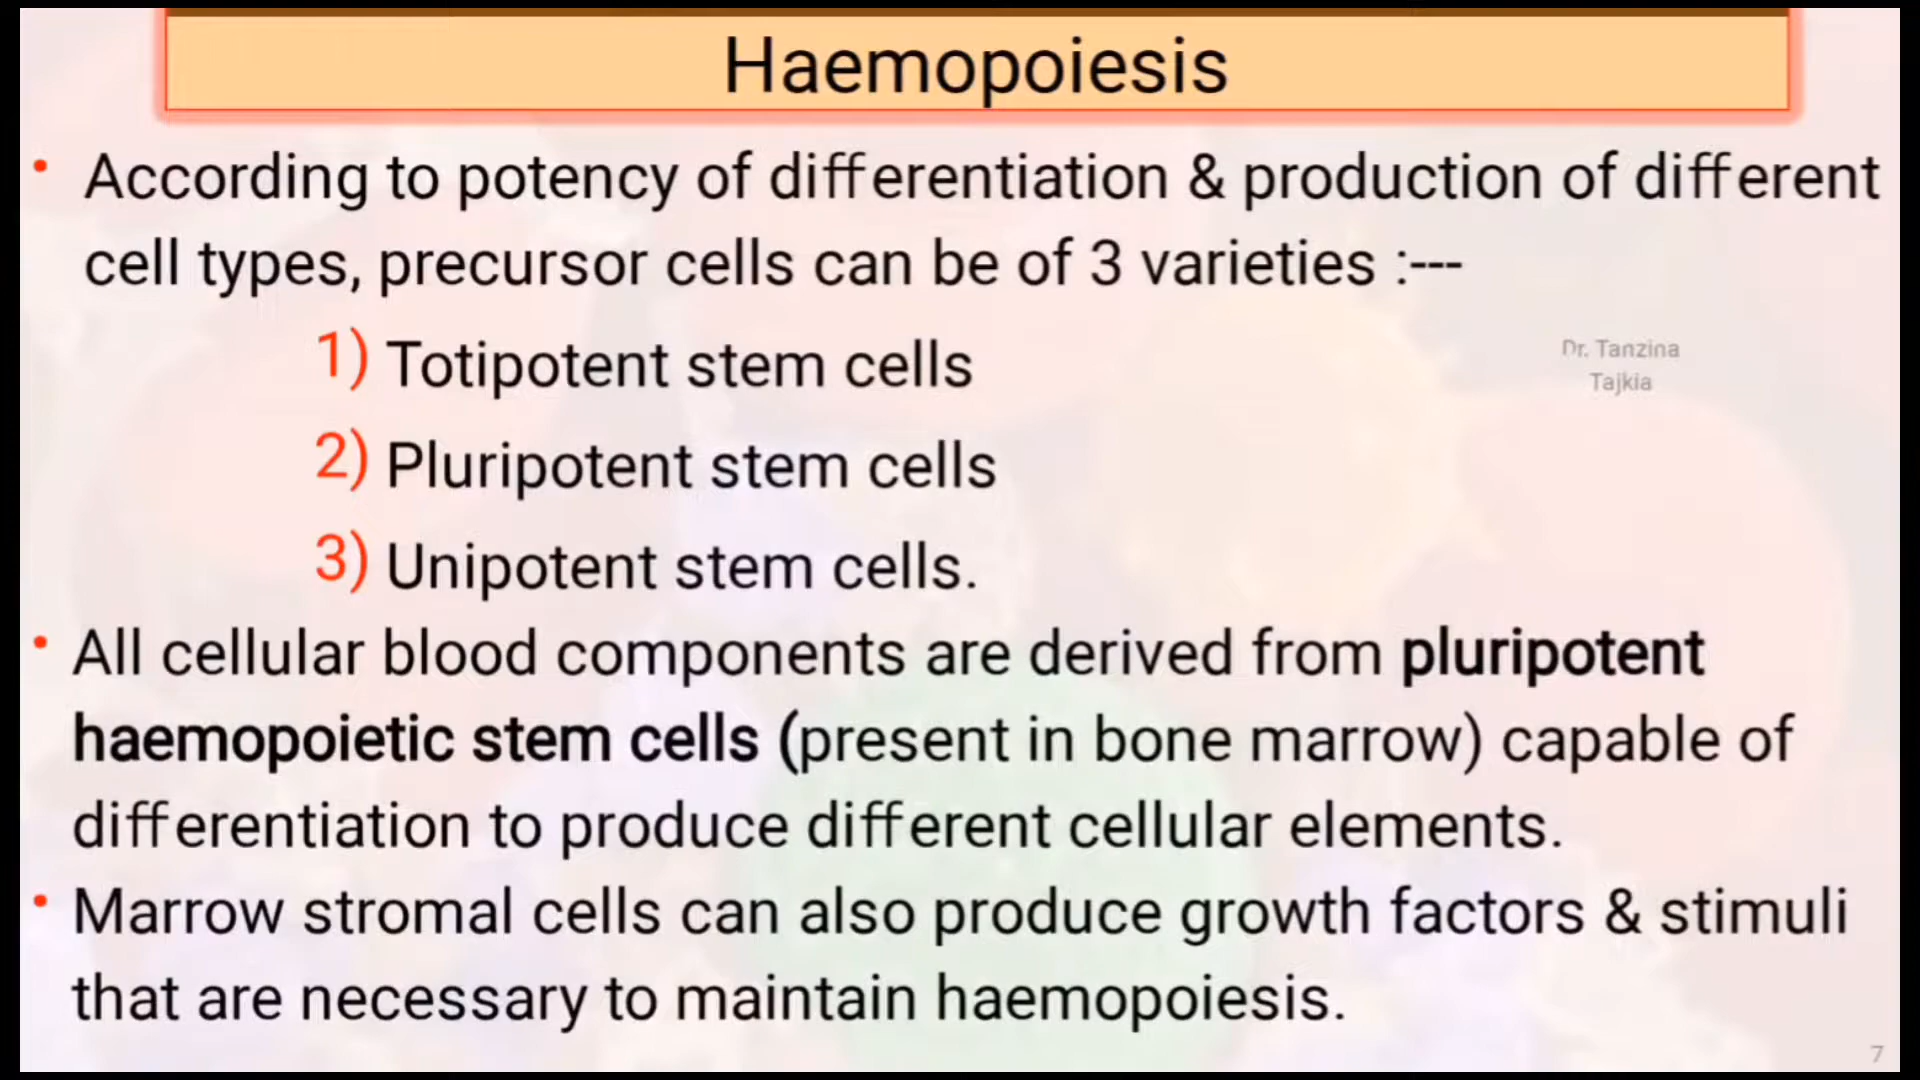 Haemopoiesis
• According to potency of differentiation & production of different
cell types, precursor cells can be of 3 varieties :---
1) Totipotent stem cells
Dr. Tanzina
Tajkia
2) Pluripotent stem cells
3) Unipotent stem cells.
• All cellular blood components are derived from pluripotent
haemopoietic stem cells (present in bone marrow) capable of
differentiation to produce different cellular elements.
• Marrow stromal cells can also produce growth factors & stimuli
that are necessary to maintain haemopoiesis.
7